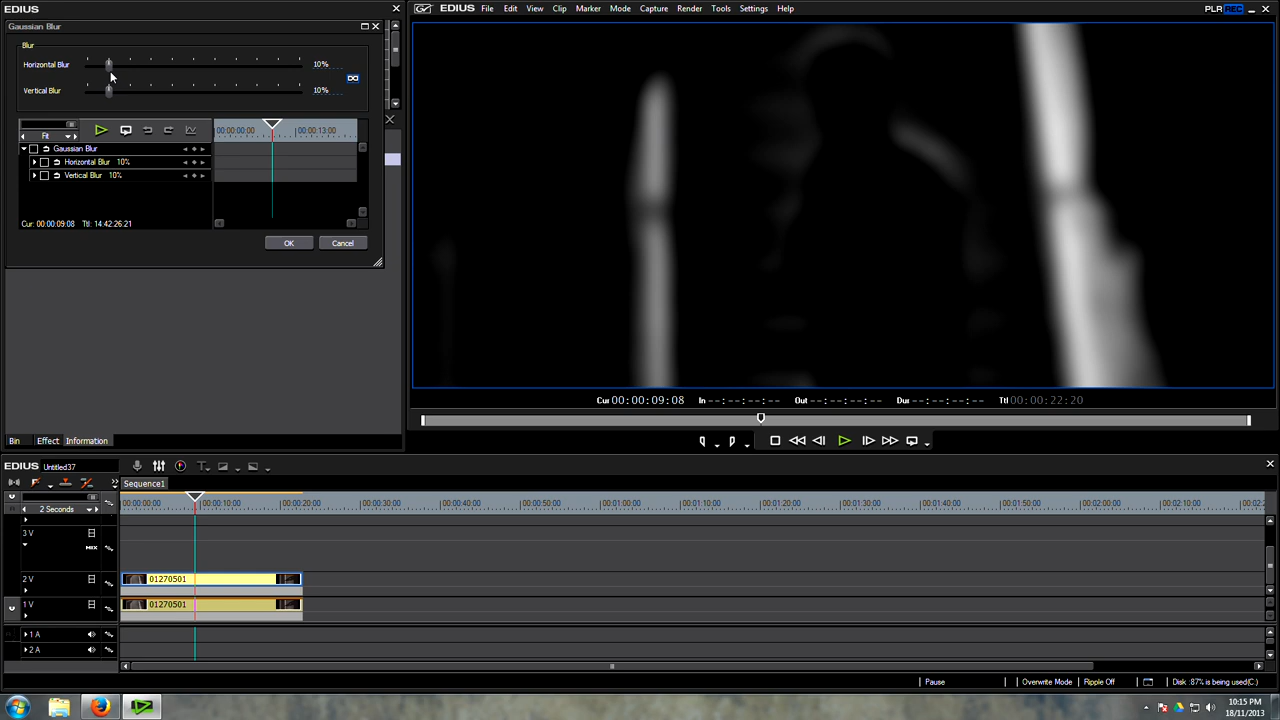 EDIUS
Gaussian Blur
Blur
Horizontal Blur 10%
Vertical Blur 10%
00:00:00:00 00:00:13:00
Fit
Gaussian Blur
Horizontal Blur 10%
Vertical Blur 10%
Cur: 00:00:09:08 Ttl: 14:42:26:21
OK Cancel
Bin Effect Information
EDIUS File Edit View Clip Marker Mode Capture Render Tools Settings Help PLR REC
Cur 00:00:09:08 In --:--:--:-- Out --:--:--:-- Dur --:--:--:-- Ttl 00:00:22:20
EDIUS Untitled37
Sequence1
2 Seconds
00:00:00:00 00:00:10:00 00:00:20:00 00:00:30:00 00:00:40:00 00:00:50:00 00:01:00:00 00:01:10:00 00:01:20:00 00:01:30:00 00:01:40:00 00:01:50:00 00:02:00:00 00:02:10:00
3 V
MIX
2 V 01270501
1 V 01270501
1 A
2 A
Pause Overwrite Mode Ripple Off Disk :87% is being used(C:)
10:15 PM
18/11/2013